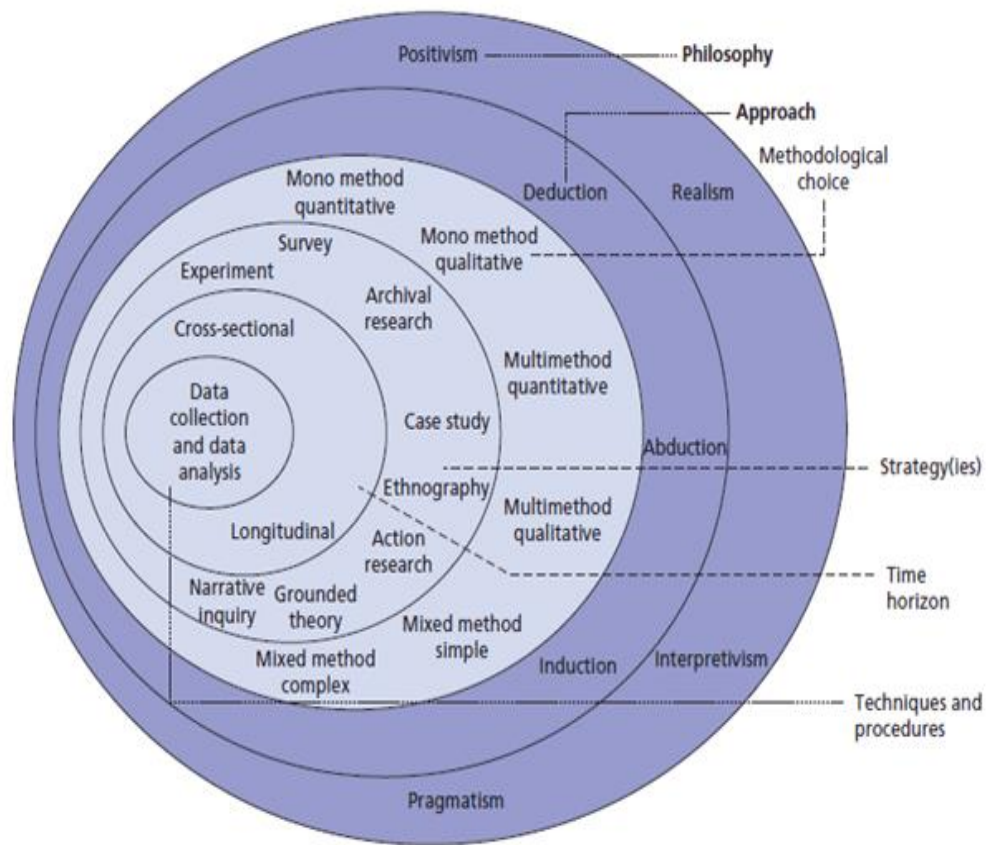 Positivism
Philosophy
Approach
Methodological
choice
Mono method
quantitative
Deduction
Realism
Survey
Mono method
qualitative
Experiment
Archival
research
Cross-sectional
Multimethod
quantitative
Data
collection
and data
analysis
Case study
Abduction
Strategy(ies)
Ethnography
Multimethod
qualitative
Longitudinal
Action
research
Time
horizon
Narrative
inquiry
Grounded
theory
Mixed method
simple
Mixed method
complex
Induction
Interpretivism
Techniques and
procedures
Pragmatism